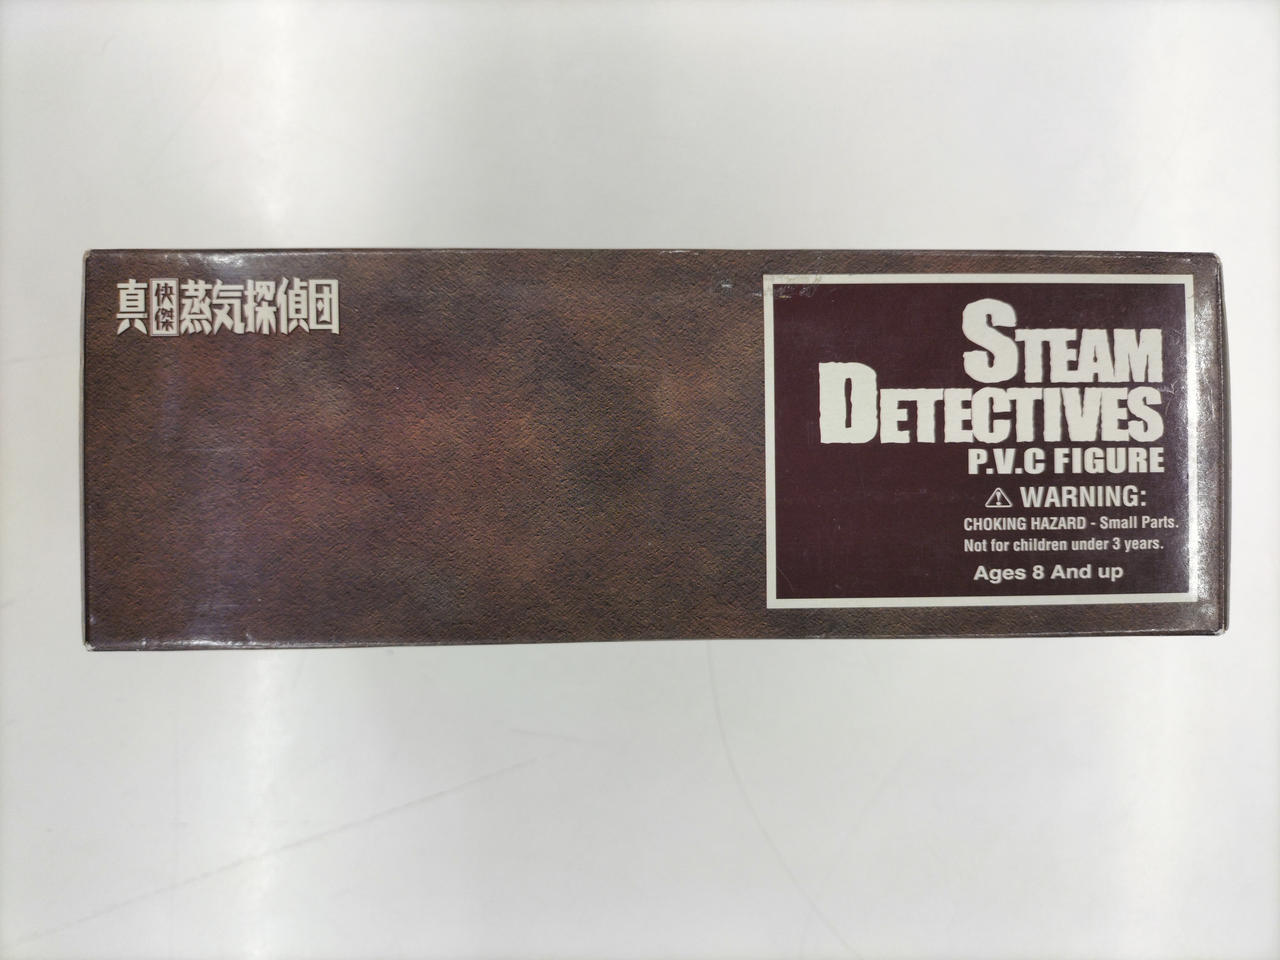 真快傑蒸気探偵団
STEAM
DETECTIVES
P.V.C FIGURE
⚠ WARNING:
CHOKING HAZARD - Small Parts.
Not for children under 3 years.
Ages 8 And up